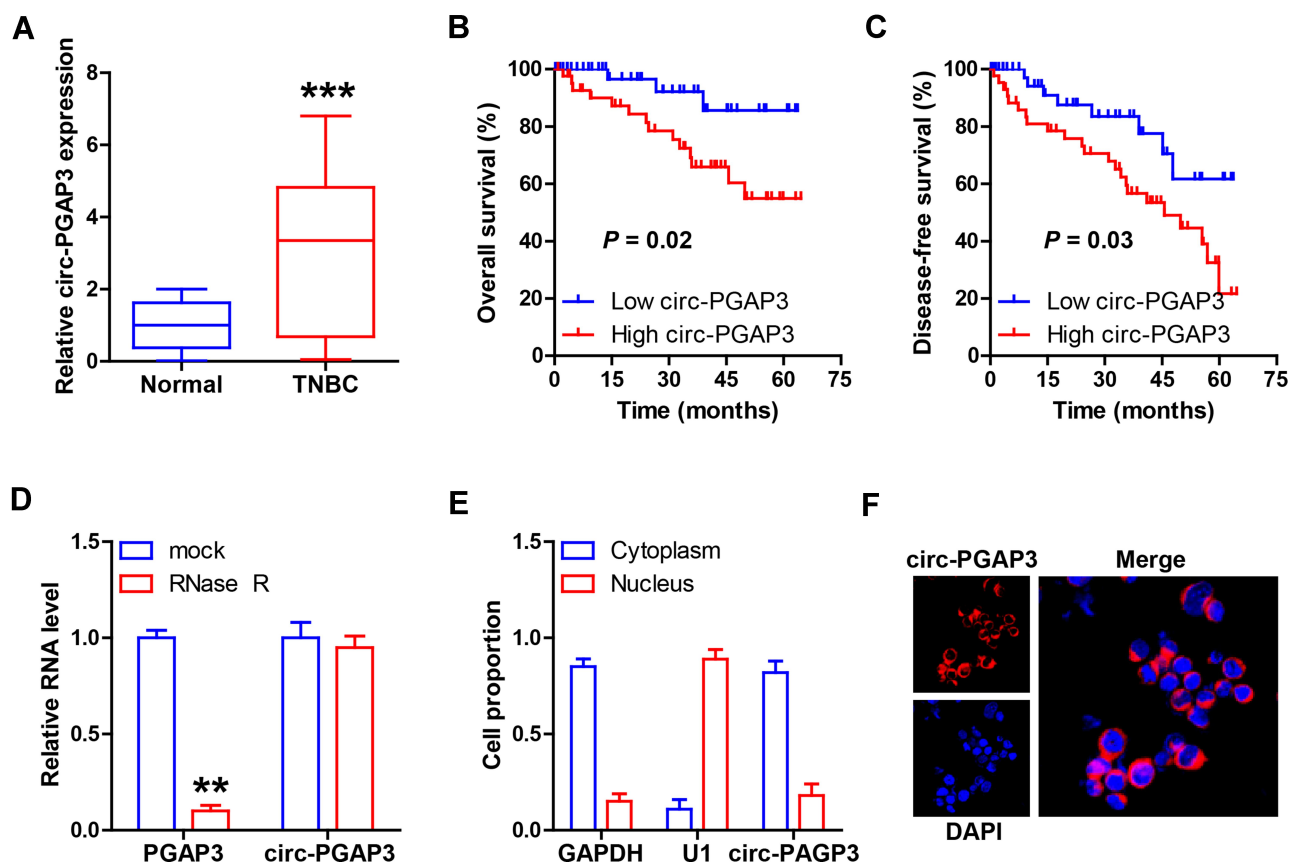 A
Relative circ-PGAP3 expression
8
6
4
2
0
***
Normal
TNBC
B
Overall survival (%)
100
80
60
40
20
0
P = 0.02
Low circ-PGAP3
High circ-PGAP3
0 15 30 45 60 75
Time (months)
C
Disease-free survival (%)
100
80
60
40
20
0
P = 0.03
Low circ-PGAP3
High circ-PGAP3
0 15 30 45 60 75
Time (months)
D
Relative RNA level
1.5
1.0
0.5
0.0
mock
RNase R
**
PGAP3
circ-PGAP3
E
Cell proportion
1.5
1.0
0.5
0.0
Cytoplasm
Nucleus
GAPDH
U1
circ-PAGP3
F
circ-PGAP3
Merge
DAPI